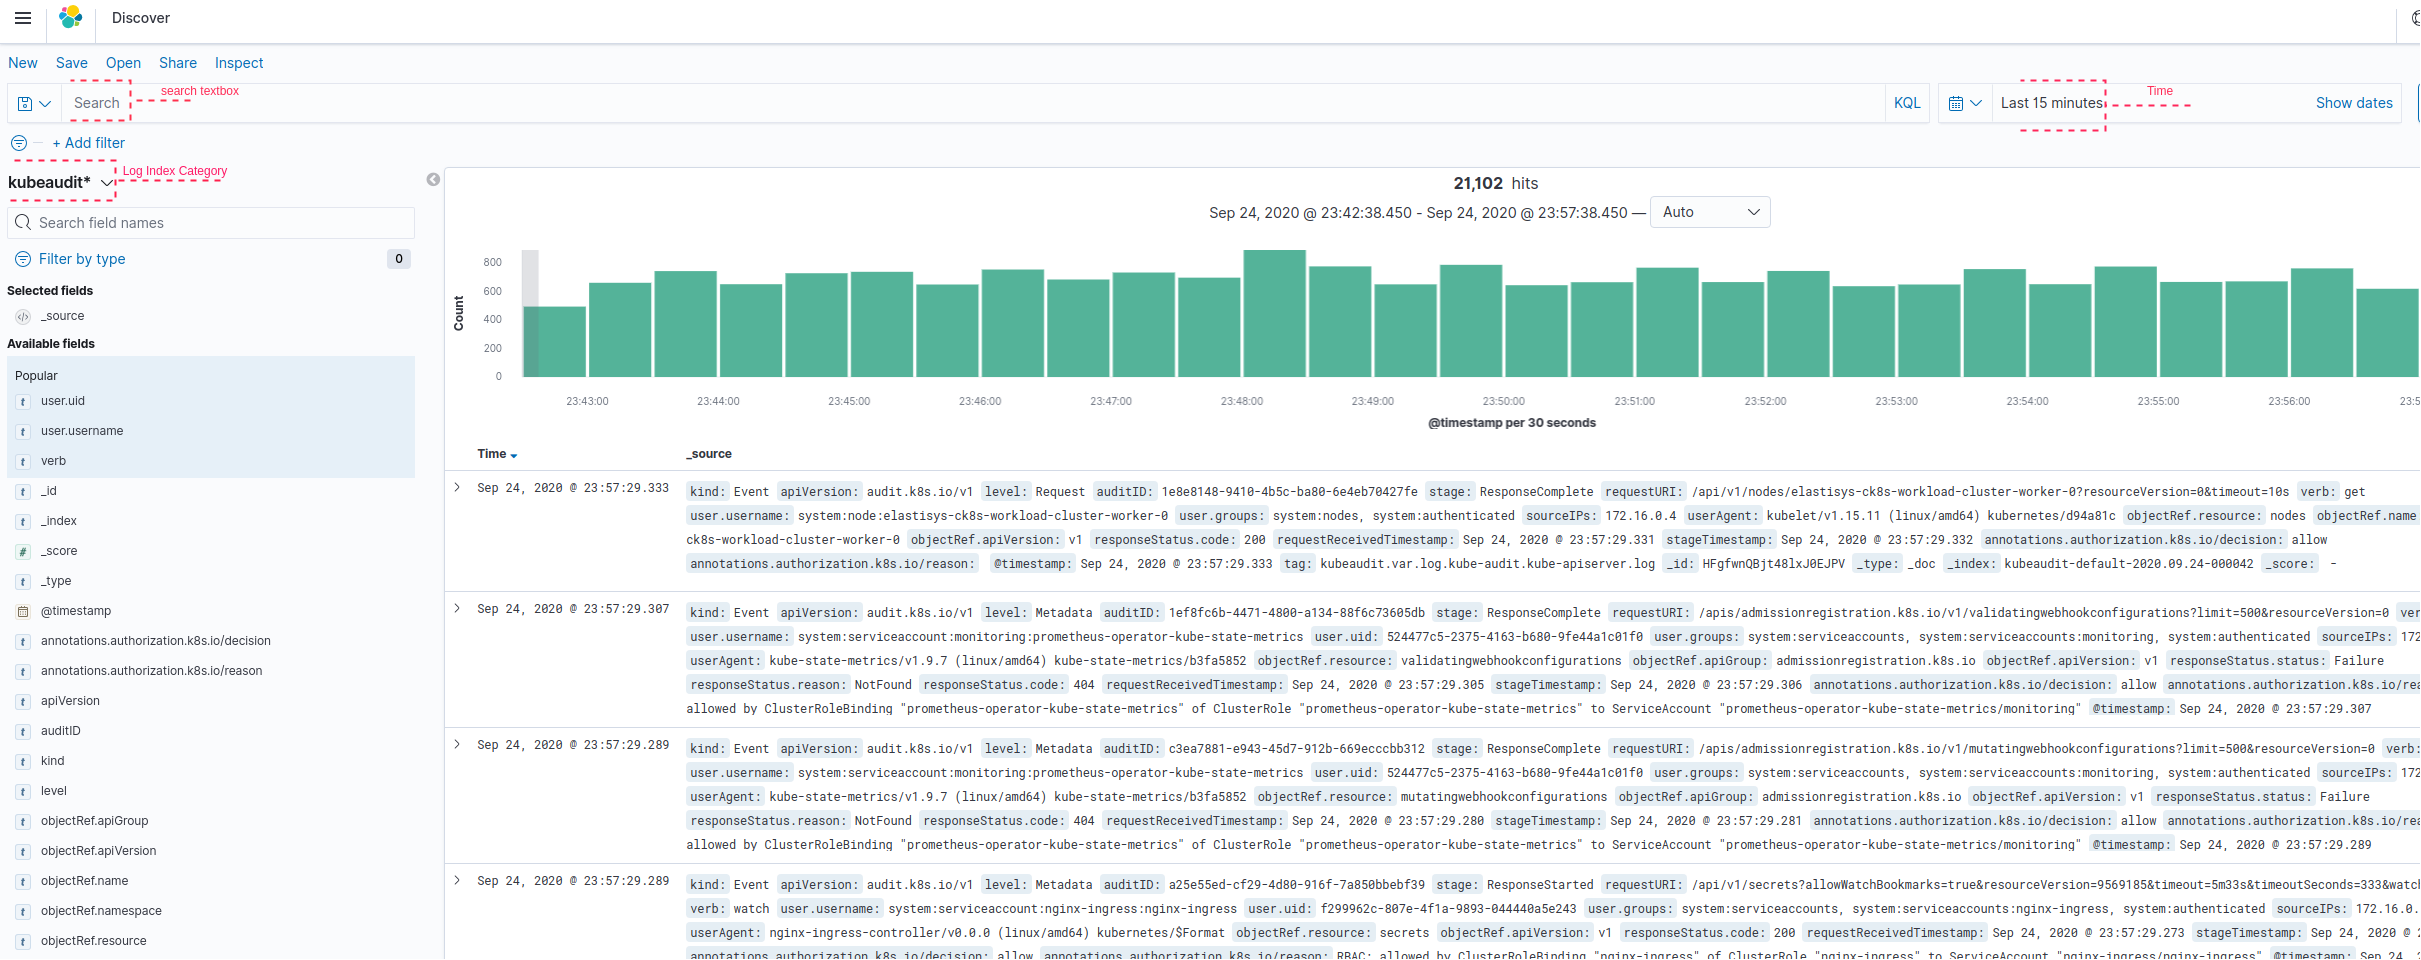 Discover
New Save Open Share Inspect
Search
search textbox
KQL
Last 15 minutes
Time
Show dates
+ Add filter
kubeaudit*
Log Index Category
Search field names
Filter by type 0
Selected fields
_source
Available fields
Popular
t user.uid
t user.username
t verb
t _id
t _index
# _score
t _type
@timestamp
t annotations.authorization.k8s.io/decision
t annotations.authorization.k8s.io/reason
t apiVersion
t auditID
t kind
t level
t objectRef.apiGroup
t objectRef.apiVersion
t objectRef.name
t objectRef.namespace
t objectRef.resource
21,102 hits
Sep 24, 2020 @ 23:42:38.450 - Sep 24, 2020 @ 23:57:38.450 — Auto
Count
800
600
400
200
0
23:43:00 23:44:00 23:45:00 23:46:00 23:47:00 23:48:00 23:49:00 23:50:00 23:51:00 23:52:00 23:53:00 23:54:00 23:55:00 23:56:00 23:5
@timestamp per 30 seconds
Time _source
Sep 24, 2020 @ 23:57:29.333
kind: Event apiVersion: audit.k8s.io/v1 level: Request auditID: 1e8e8148-9410-4b5c-ba80-6e4eb70427fe stage: ResponseComplete requestURI: /api/v1/nodes/elastisys-ck8s-workload-cluster-worker-0?resourceVersion=0&timeout=10s verb: get
user.username: system:node:elastisys-ck8s-workload-cluster-worker-0 user.groups: system:nodes, system:authenticated sourceIPs: 172.16.0.4 userAgent: kubelet/v1.15.11 (linux/amd64) kubernetes/d94a81c objectRef.resource: nodes objectRef.name
ck8s-workload-cluster-worker-0 objectRef.apiVersion: v1 responseStatus.code: 200 requestReceivedTimestamp: Sep 24, 2020 @ 23:57:29.331 stageTimestamp: Sep 24, 2020 @ 23:57:29.332 annotations.authorization.k8s.io/decision: allow
annotations.authorization.k8s.io/reason: @timestamp: Sep 24, 2020 @ 23:57:29.333 tag: kubeaudit.var.log.kube-audit.kube-apiserver.log _id: HFgfwnQBjt48lxJ0EJPV _type: _doc _index: kubeaudit-default-2020.09.24-000042 _score: -
Sep 24, 2020 @ 23:57:29.307
kind: Event apiVersion: audit.k8s.io/v1 level: Metadata auditID: 1ef8fc6b-4471-4800-a134-88f6c73605db stage: ResponseComplete requestURI: /apis/admissionregistration.k8s.io/v1/validatingwebhookconfigurations?limit=500&resourceVersion=0 ver
user.username: system:serviceaccount:monitoring:prometheus-operator-kube-state-metrics user.uid: 524477c5-2375-4163-b680-9fe44a1c01f0 user.groups: system:serviceaccounts, system:serviceaccounts:monitoring, system:authenticated sourceIPs: 172
userAgent: kube-state-metrics/v1.9.7 (linux/amd64) kube-state-metrics/b3fa5852 objectRef.resource: validatingwebhookconfigurations objectRef.apiGroup: admissionregistration.k8s.io objectRef.apiVersion: v1 responseStatus.status: Failure
responseStatus.reason: NotFound responseStatus.code: 404 requestReceivedTimestamp: Sep 24, 2020 @ 23:57:29.305 stageTimestamp: Sep 24, 2020 @ 23:57:29.306 annotations.authorization.k8s.io/decision: allow annotations.authorization.k8s.io/rea
allowed by ClusterRoleBinding "prometheus-operator-kube-state-metrics" of ClusterRole "prometheus-operator-kube-state-metrics" to ServiceAccount "prometheus-operator-kube-state-metrics/monitoring" @timestamp: Sep 24, 2020 @ 23:57:29.307
Sep 24, 2020 @ 23:57:29.289
kind: Event apiVersion: audit.k8s.io/v1 level: Metadata auditID: c3ea7881-e943-45d7-912b-669ecccbb312 stage: ResponseComplete requestURI: /apis/admissionregistration.k8s.io/v1/mutatingwebhookconfigurations?limit=500&resourceVersion=0 verb:
user.username: system:serviceaccount:monitoring:prometheus-operator-kube-state-metrics user.uid: 524477c5-2375-4163-b680-9fe44a1c01f0 user.groups: system:serviceaccounts, system:serviceaccounts:monitoring, system:authenticated sourceIPs: 172
userAgent: kube-state-metrics/v1.9.7 (linux/amd64) kube-state-metrics/b3fa5852 objectRef.resource: mutatingwebhookconfigurations objectRef.apiGroup: admissionregistration.k8s.io objectRef.apiVersion: v1 responseStatus.status: Failure
responseStatus.reason: NotFound responseStatus.code: 404 requestReceivedTimestamp: Sep 24, 2020 @ 23:57:29.280 stageTimestamp: Sep 24, 2020 @ 23:57:29.281 annotations.authorization.k8s.io/decision: allow annotations.authorization.k8s.io/rea
allowed by ClusterRoleBinding "prometheus-operator-kube-state-metrics" of ClusterRole "prometheus-operator-kube-state-metrics" to ServiceAccount "prometheus-operator-kube-state-metrics/monitoring" @timestamp: Sep 24, 2020 @ 23:57:29.289
Sep 24, 2020 @ 23:57:29.289
kind: Event apiVersion: audit.k8s.io/v1 level: Metadata auditID: a25e55ed-cf29-4d80-916f-7a850bbebf39 stage: ResponseStarted requestURI: /api/v1/secrets?allowWatchBookmarks=true&resourceVersion=9569185&timeout=5m33s&timeoutSeconds=333&watc
verb: watch user.username: system:serviceaccount:nginx-ingress:nginx-ingress user.uid: f299962c-807e-4f1a-9893-044440a5e243 user.groups: system:serviceaccounts, system:serviceaccounts:nginx-ingress, system:authenticated sourceIPs: 172.16.0.
userAgent: nginx-ingress-controller/v0.0.0 (linux/amd64) kubernetes/$Format objectRef.resource: secrets objectRef.apiVersion: v1 responseStatus.code: 200 requestReceivedTimestamp: Sep 24, 2020 @ 23:57:29.273 stageTimestamp: Sep 24, 2020 @ 2
annotations.authorization.k8s.io/decision: allow annotations.authorization.k8s.io/reason: RBAC: allowed by ClusterRoleBinding "nginx-ingress" of ClusterRole "nginx-ingress" to ServiceAccount "nginx-ingress/nginx-ingress" @timestamp: Sep 24, 2